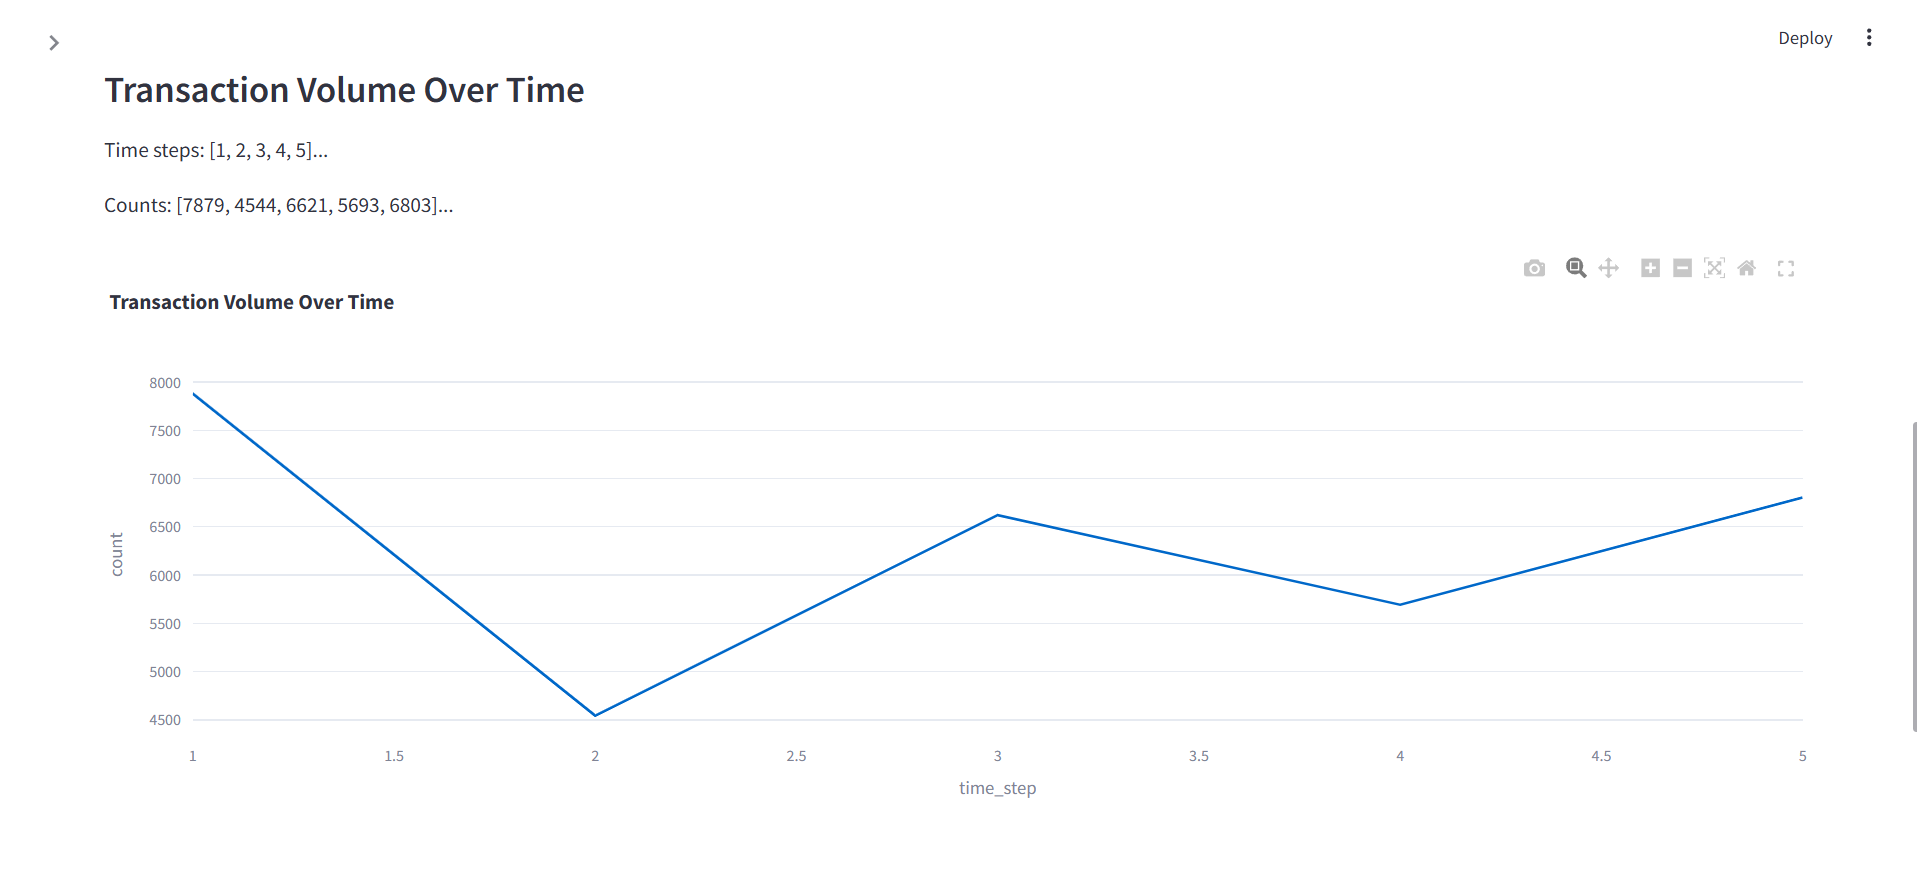 Deploy
Transaction Volume Over Time
Time steps: [1, 2, 3, 4, 5]...
Counts: [7879, 4544, 6621, 5693, 6803]...
Transaction Volume Over Time
8000
7500
7000
6500
6000
5500
5000
4500
count
1 1.5 2 2.5 3 3.5 4 4.5 5
time_step